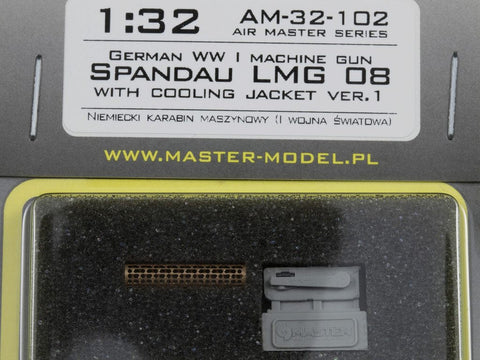 1:32
AM-32-102
AIR MASTER SERIES
GERMAN WW I MACHINE GUN
SPANDAU LMG 08
WITH COOLING JACKET VER.1
NIEMIECKI KARABIN MASZYNOWY (I WOJNA ŚWIATOWA)
WWW.MASTER-MODEL.PL
MASTER